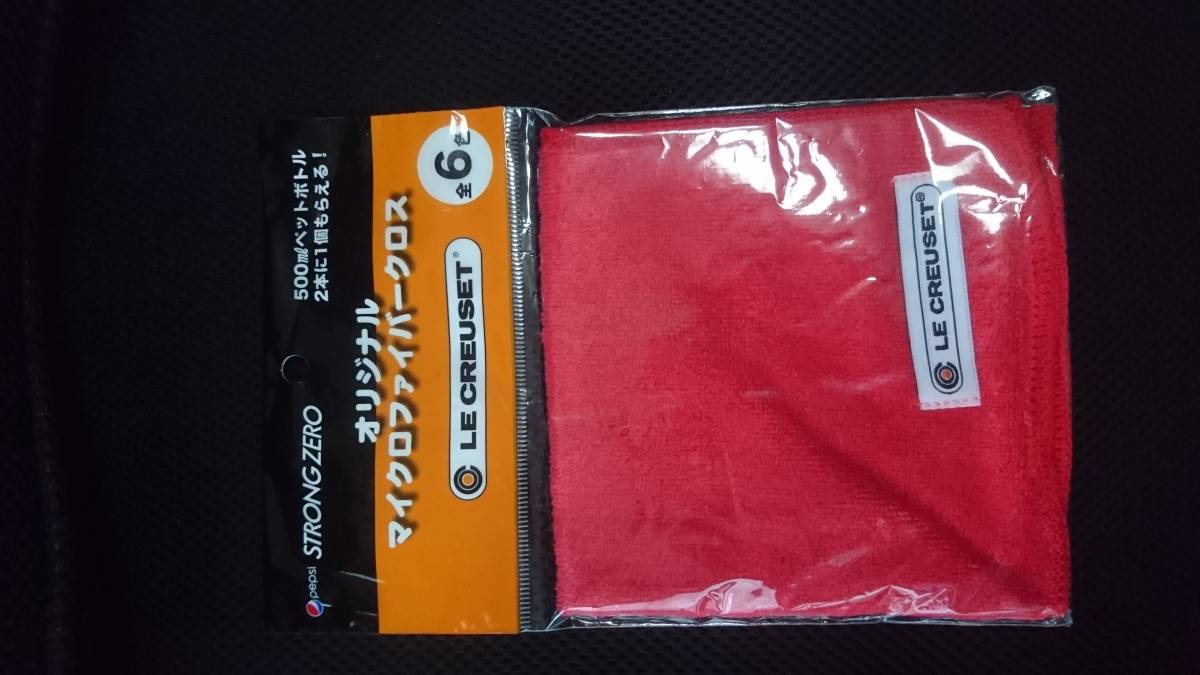 pepsi STRONG ZERO
500mlペットボトル
2本に1個もらえる!
オリジナル
マイクロファイバークロス
全6色
LE CREUSET®
LE CREUSET®